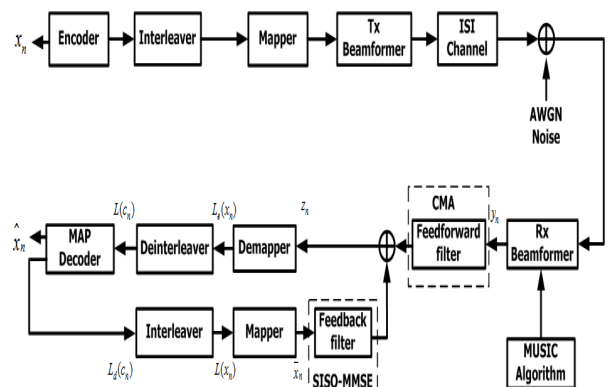 x_n
Encoder
Interleaver
Mapper
Tx
Beamformer
ISI
Channel
AWGN
Noise
x̂_n
MAP
Decoder
L(c_n)
Deinterleaver
L_e(x_n)
Demapper
z_n
CMA
Feedforward
filter
y_n
Rx
Beamformer
L_d(c_n)
Interleaver
L(x_n)
Mapper
x̄_n
Feedback
filter
SISO-MMSE
MUSIC
Algorithm